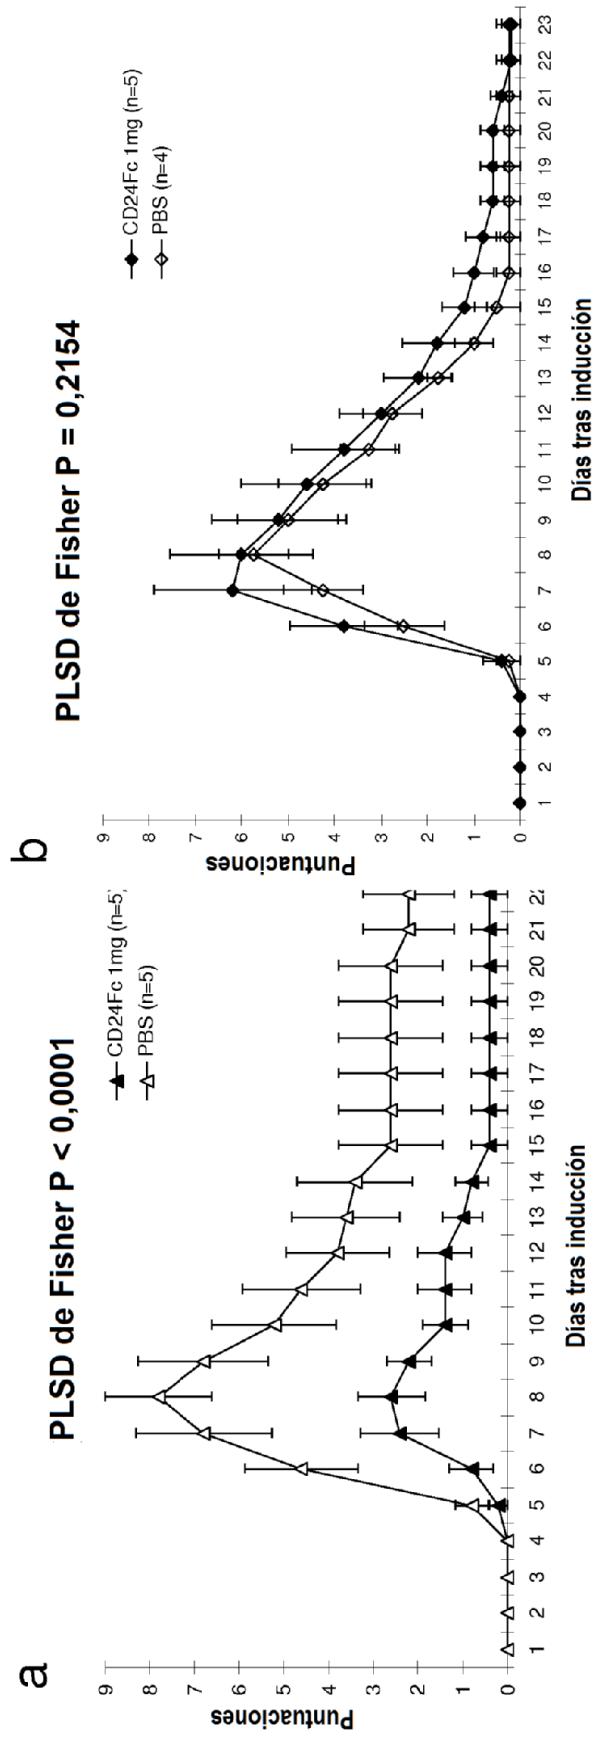 a
PLSD de Fisher P < 0,0001
CD24Fc 1mg (n=5)
PBS (n=5)
Puntuaciones
9
8
7
6
5
4
3
2
1
0
1 2 3 4 5 6 7 8 9 10 11 12 13 14 15 16 17 18 19 20 21
Días tras inducción
b
PLSD de Fisher P = 0,2154
CD24Fc 1mg (n=5)
PBS (n=4)
Puntuaciones
9
8
7
6
5
4
3
2
1
0
1 2 3 4 5 6 7 8 9 10 11 12 13 14 15 16 17 18 19 20 21 22 23
Días tras inducción